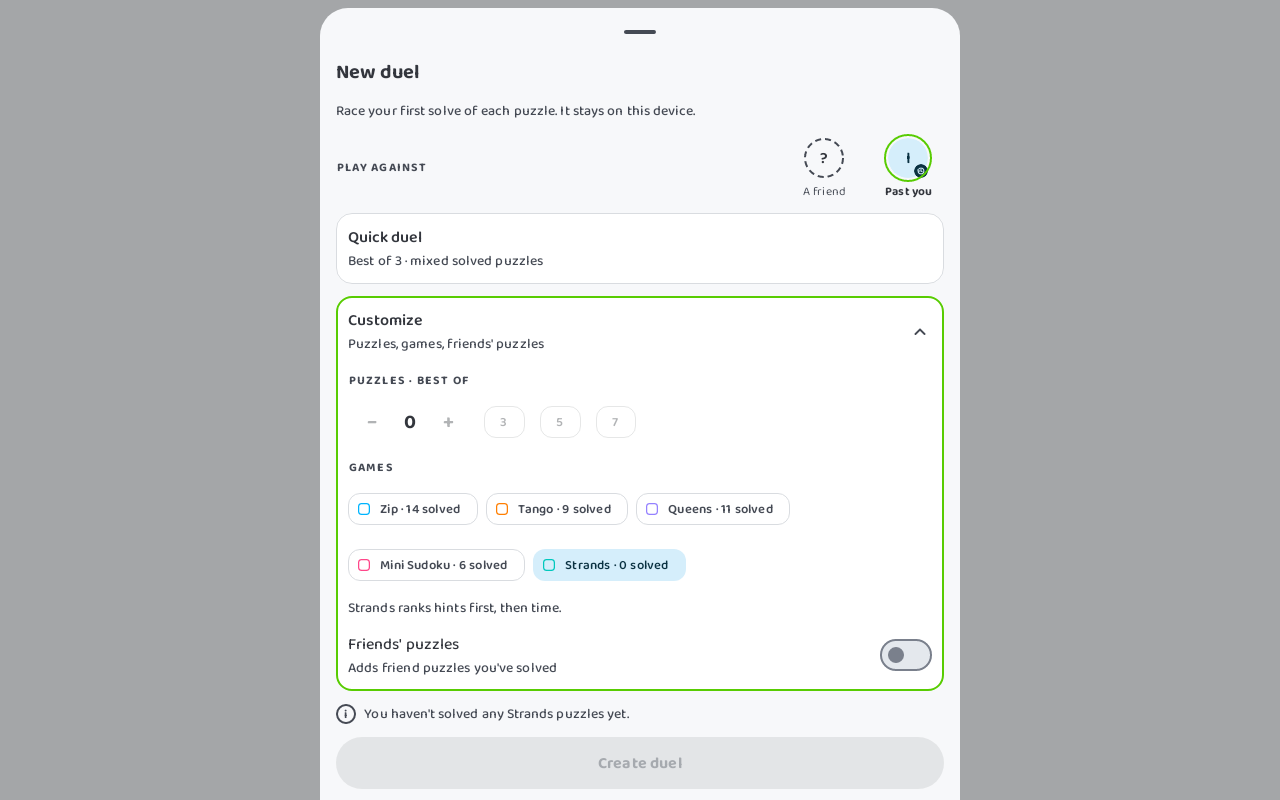 New duel
Race your first solve of each puzzle. It stays on this device.
PLAY AGAINST
?
A friend
I
Past you
Quick duel
Best of 3 · mixed solved puzzles
Customize
Puzzles, games, friends' puzzles
PUZZLES · BEST OF
− 0 + 3 5 7
GAMES
Zip · 14 solved
Tango · 9 solved
Queens · 11 solved
Mini Sudoku · 6 solved
Strands · 0 solved
Strands ranks hints first, then time.
Friends' puzzles
Adds friend puzzles you've solved
You haven't solved any Strands puzzles yet.
Create duel